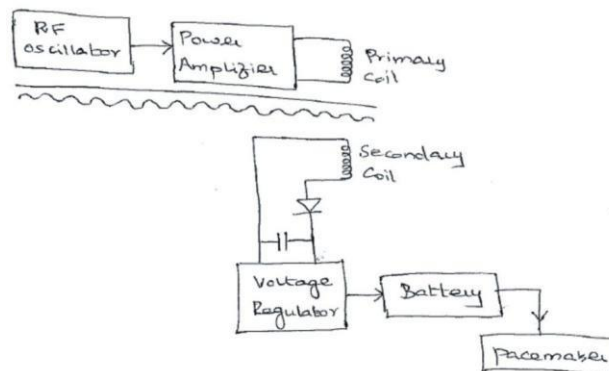 RF
oscillator
Power
Amplifier
Primary
Coil
Secondary
Coil
Voltage
Regulator
Battery
Pacemaker